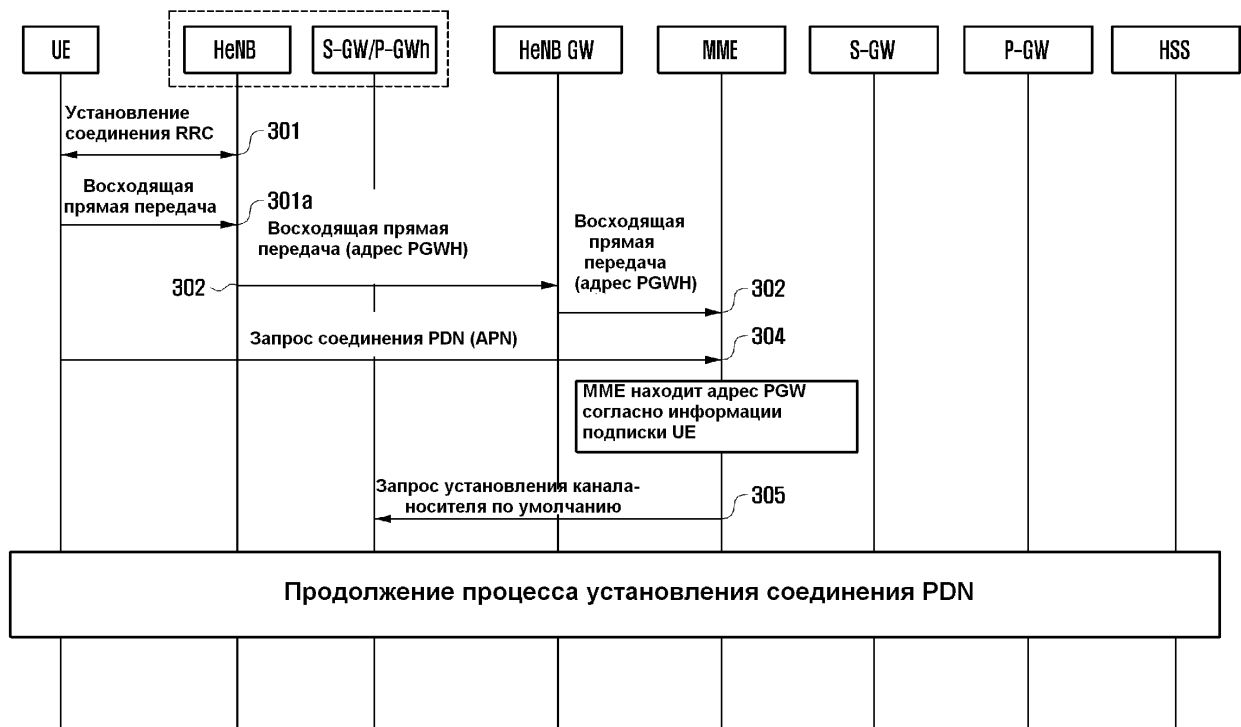 UE
HeNB
S-GW/P-GWh
HeNB GW
MME
S-GW
P-GW
HSS
Установление
соединения RRC
301
Восходящая
прямая передача
301a
Восходящая прямая
передача (адрес PGWH)
302
Восходящая
прямая
передача
(адрес PGWH)
302
Запрос соединения PDN (APN)
304
MME находит адрес PGW
согласно информации
подписки UE
Запрос установления канала-
носителя по умолчанию
305
Продолжение процесса установления соединения PDN